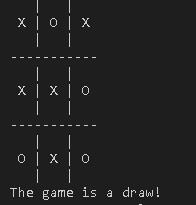 X | O | X
X | X | O
O | X | O
The game is a draw!